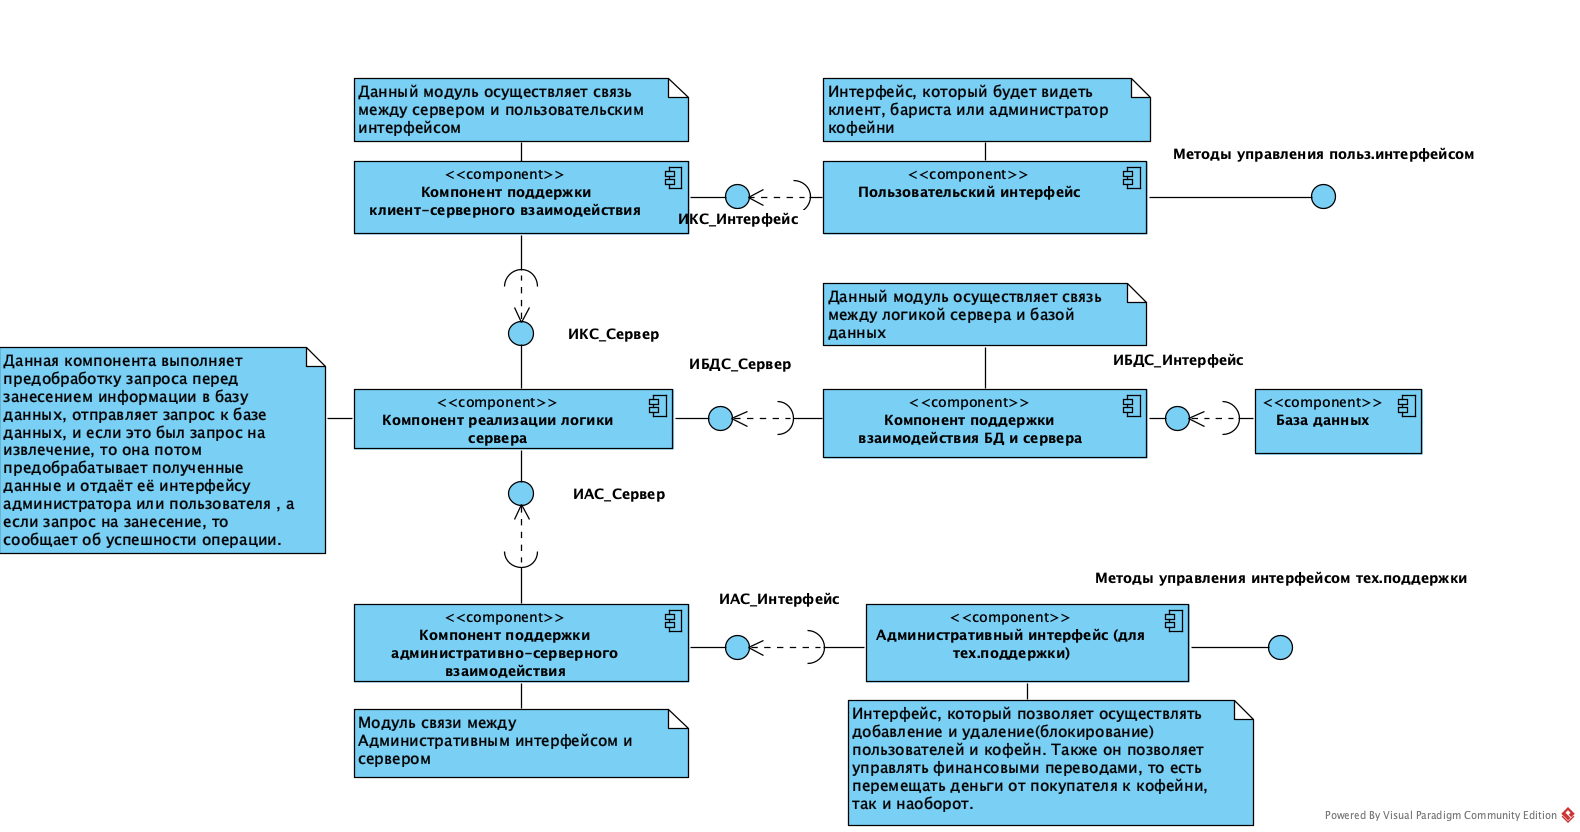 Данный модуль осуществляет связь
между сервером и пользовательским
интерфейсом
Интерфейс, который будет видеть
клиент, бариста или администратор
кофейни
Методы управления польз.интерфейсом
<<component>>
Компонент поддержки
клиент-серверного взаимодействия
ИКС_Интерфейс
<<component>>
Пользовательский интерфейс
Данный модуль осуществляет связь
между логикой сервера и базой
данных
ИКС_Сервер
ИБДС_Сервер
ИБДС_Интерфейс
Данная компонента выполняет
предобработку запроса перед
занесением информации в базу
данных, отправляет запрос к базе
данных, и если это был запрос на
извлечение, то она потом
предобрабатывает полученные
данные и отдаёт её интерфейсу
администратора или пользователя , а
если запрос на занесение, то
сообщает об успешности операции.
<<component>>
Компонент реализации логики
сервера
<<component>>
Компонент поддержки
взаимодействия БД и сервера
<<component>>
База данных
ИАС_Сервер
Методы управления интерфейсом тех.поддержки
<<component>>
Компонент поддержки
административно-серверного
взаимодействия
ИАС_Интерфейс
<<component>>
Административный интерфейс (для
тех.поддержки)
Модуль связи между
Административным интерфейсом и
сервером
Интерфейс, который позволяет осуществлять
добавление и удаление(блокирование)
пользователей и кофейн. Также он позволяет
управлять финансовыми переводами, то есть
перемещать деньги от покупателя к кофейни,
так и наоборот.
Powered By Visual Paradigm Community Edition